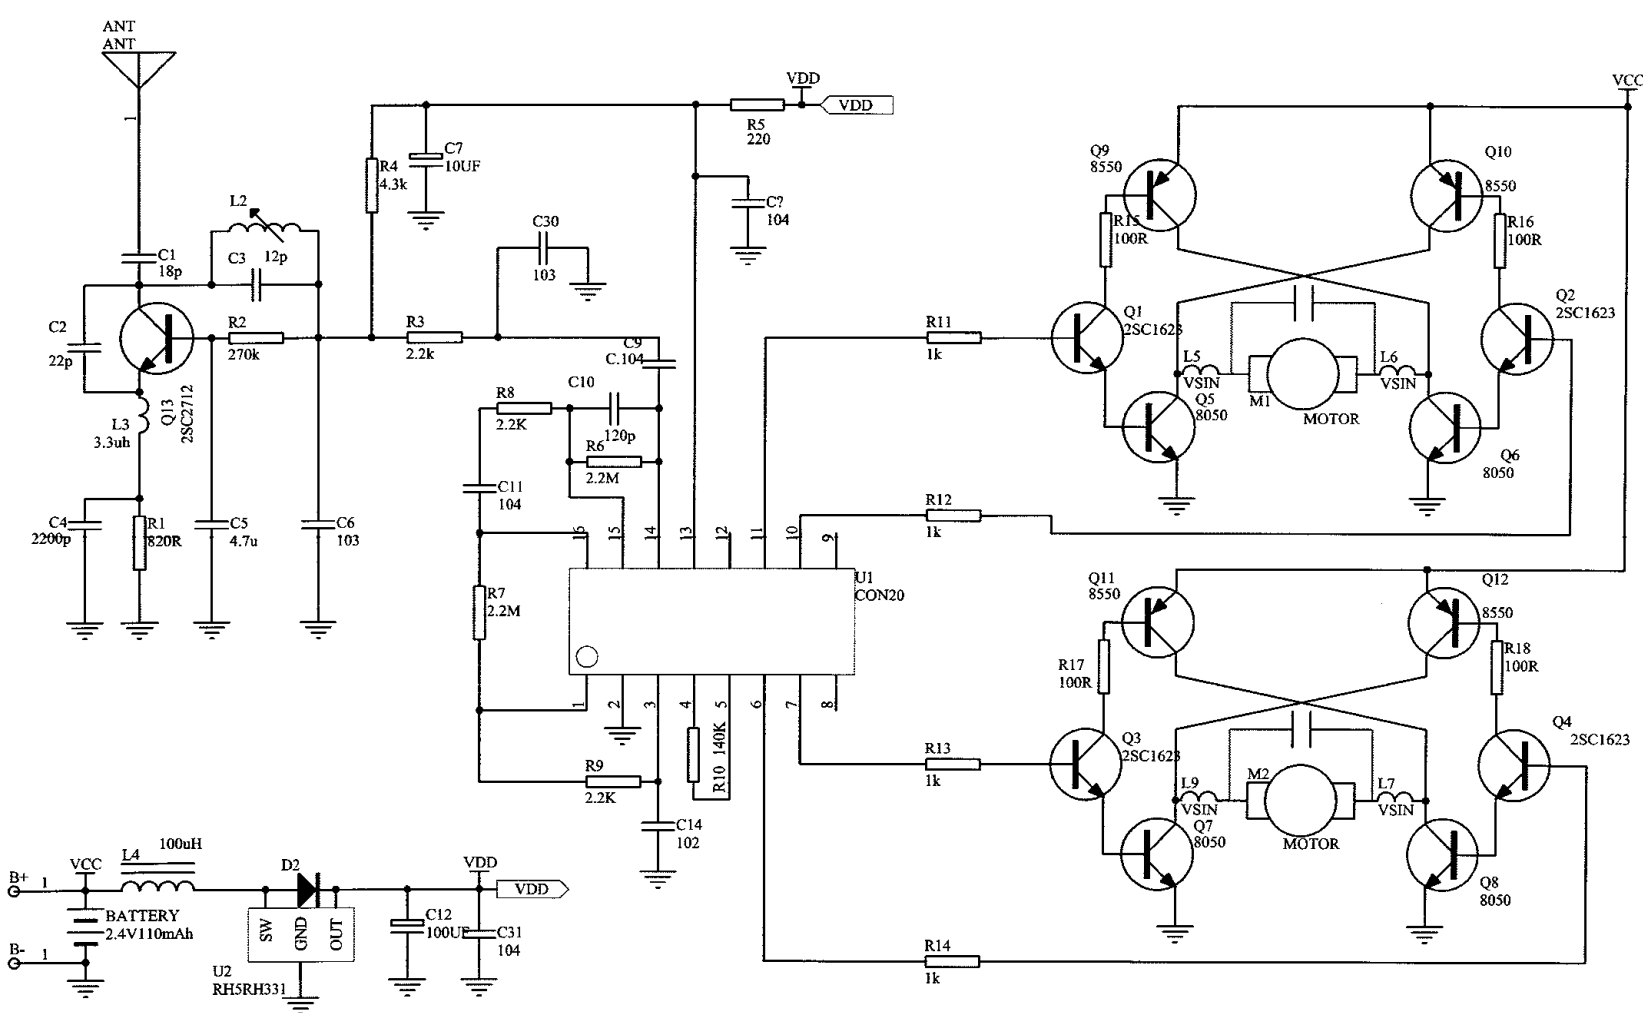 ANT
ANT
1
L2
C3
12p
C1
18p
C2
22p
R2
270k
Q13
2SC2712
L3
3.3uh
C4
2200p
R1
820R
C5
4.7u
C6
103
R4
4.3k
C7
10UF
VDD
VDD
R5
220
C?
104
C30
103
R3
2.2k
C9
C.104
C10
120p
R8
2.2K
R6
2.2M
C11
104
R7
2.2M
16
15
14
13
12
11
10
9
U1
CON20
1
2
3
4
5
6
7
8
R10 140K
R9
2.2K
C14
102
R11
1k
R12
1k
R13
1k
R14
1k
VCC
Q9
8550
Q10
8550
R15
100R
R16
100R
Q1
2SC1623
Q2
2SC1623
L5
VSIN
L6
VSIN
M1
MOTOR
Q5
8050
Q6
8050
Q11
8550
Q12
8550
R17
100R
R18
100R
Q3
2SC1623
Q4
2SC1623
L9
VSIN
M2
L7
VSIN
MOTOR
Q7
8050
Q8
8050
B+
1
VCC
L4
100uH
D2
VDD
VDD
BATTERY
2.4V110mAh
B-
1
SW
GND
OUT
U2
RH5RH331
C12
100UF
C31
104